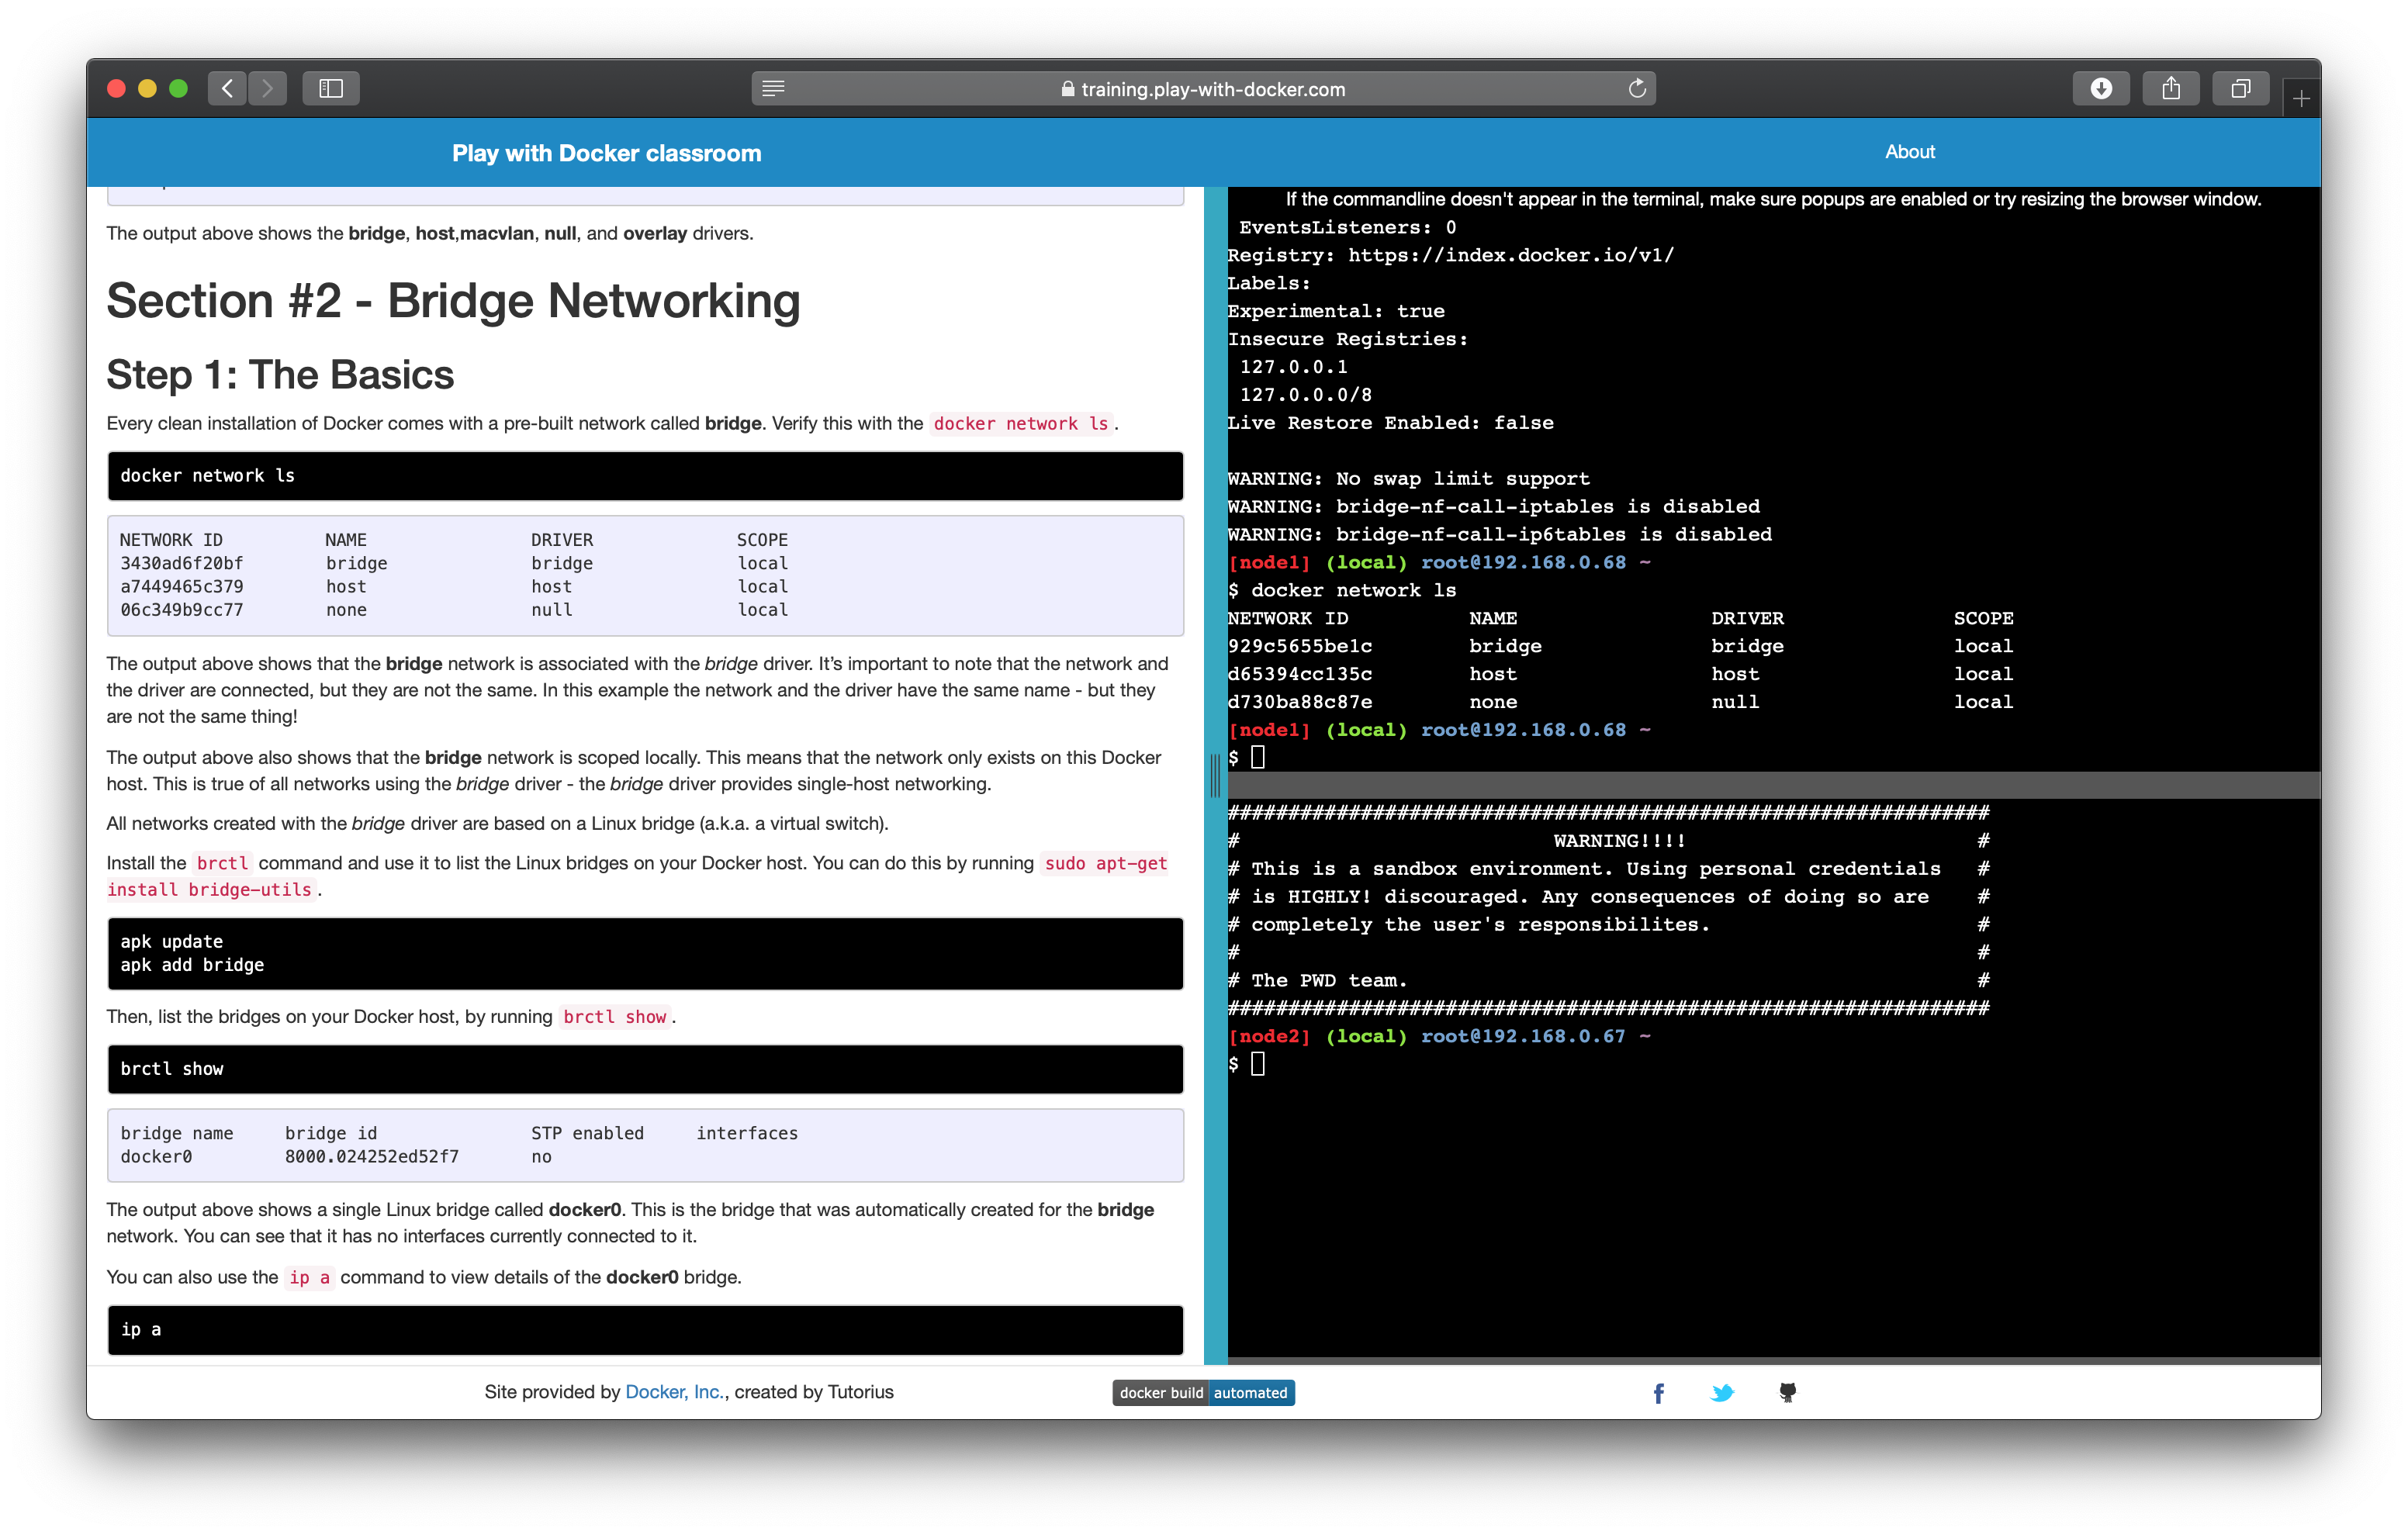 training.play-with-docker.com
Play with Docker classroom
About
The output above shows the bridge, host,macvlan, null, and overlay drivers.
Section #2 - Bridge Networking
Step 1: The Basics
Every clean installation of Docker comes with a pre-built network called bridge. Verify this with the docker network ls.
docker network ls
NETWORK ID NAME DRIVER SCOPE
3430ad6f20bf bridge bridge local
a7449465c379 host host local
06c349b9cc77 none null local
The output above shows that the bridge network is associated with the bridge driver. It’s important to note that the network and
the driver are connected, but they are not the same. In this example the network and the driver have the same name - but they
are not the same thing!
The output above also shows that the bridge network is scoped locally. This means that the network only exists on this Docker
host. This is true of all networks using the bridge driver - the bridge driver provides single-host networking.
All networks created with the bridge driver are based on a Linux bridge (a.k.a. a virtual switch).
Install the brctl command and use it to list the Linux bridges on your Docker host. You can do this by running sudo apt-get
install bridge-utils.
apk update
apk add bridge
Then, list the bridges on your Docker host, by running brctl show.
brctl show
bridge name bridge id STP enabled interfaces
docker0 8000.024252ed52f7 no
The output above shows a single Linux bridge called docker0. This is the bridge that was automatically created for the bridge
network. You can see that it has no interfaces currently connected to it.
You can also use the ip a command to view details of the docker0 bridge.
ip a
If the commandline doesn't appear in the terminal, make sure popups are enabled or try resizing the browser window.
EventsListeners: 0
Registry: https://index.docker.io/v1/
Labels:
Experimental: true
Insecure Registries:
127.0.0.1
127.0.0.0/8
Live Restore Enabled: false
WARNING: No swap limit support
WARNING: bridge-nf-call-iptables is disabled
WARNING: bridge-nf-call-ip6tables is disabled
[node1] (local) root@192.168.0.68 ~
$ docker network ls
NETWORK ID NAME DRIVER SCOPE
929c5655be1c bridge bridge local
d65394cc135c host host local
d730ba88c87e none null local
[node1] (local) root@192.168.0.68 ~
$
###############################################################
# WARNING!!!! #
# This is a sandbox environment. Using personal credentials #
# is HIGHLY! discouraged. Any consequences of doing so are #
# completely the user's responsibilites. #
# #
# The PWD team. #
###############################################################
[node2] (local) root@192.168.0.67 ~
$
Site provided by Docker, Inc., created by Tutorius
docker build automated